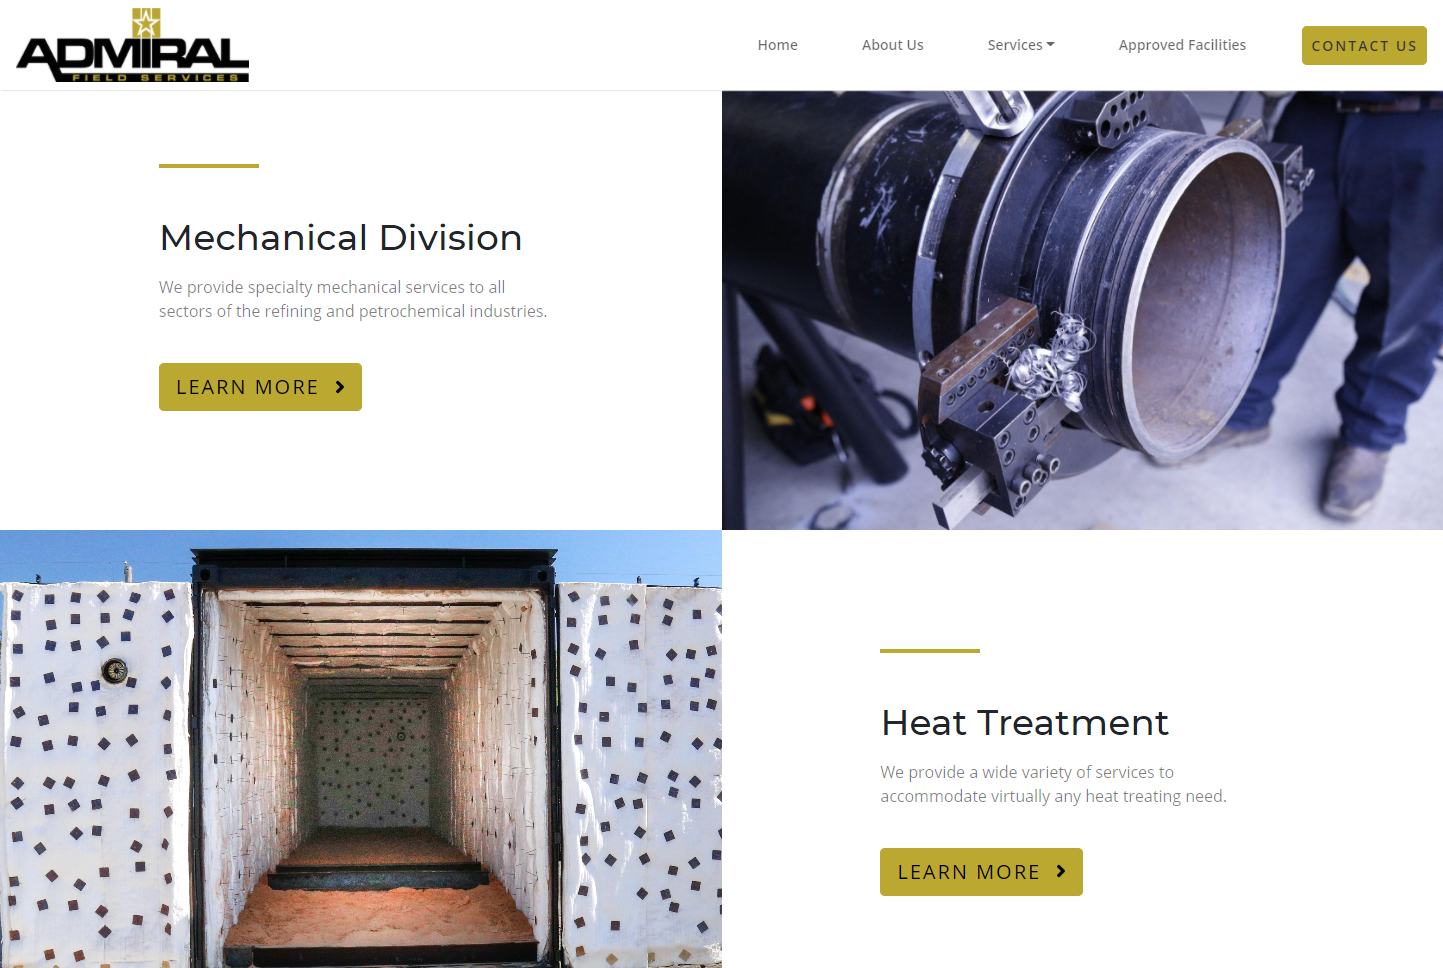 ADMIRAL
FIELD SERVICES
Home
About Us
Services
Approved Facilities
CONTACT US
Mechanical Division
We provide specialty mechanical services to all
sectors of the refining and petrochemical industries.
LEARN MORE
Heat Treatment
We provide a wide variety of services to
accommodate virtually any heat treating need.
LEARN MORE